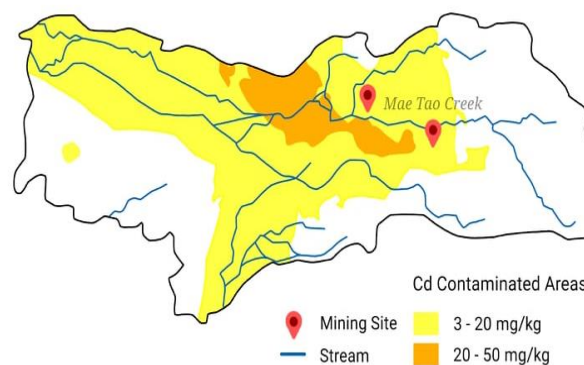 Mae Tao Creek
Cd Contaminated Areas
Mining Site
3 - 20 mg/kg
Stream
20 - 50 mg/kg